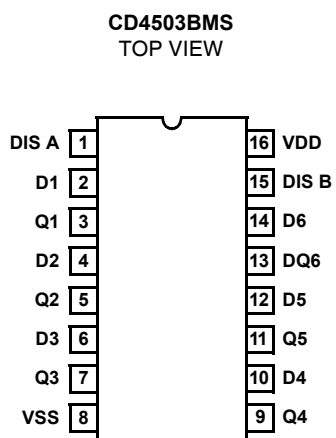 CD4503BMS
TOP VIEW
DIS A 1 16 VDD
D1 2 15 DIS B
Q1 3 14 D6
D2 4 13 DQ6
Q2 5 12 D5
D3 6 11 Q5
Q3 7 10 D4
VSS 8 9 Q4